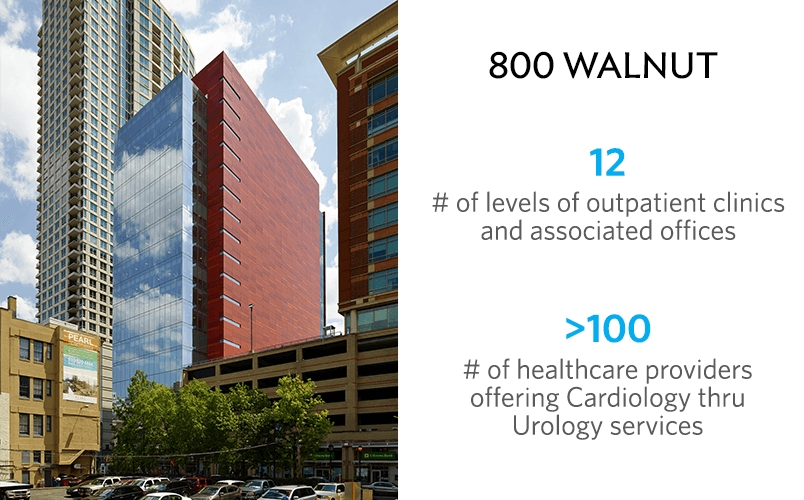 800 WALNUT
12
# of levels of outpatient clinics
and associated offices
>100
# of healthcare providers
offering Cardiology thru
Urology services
PEARL